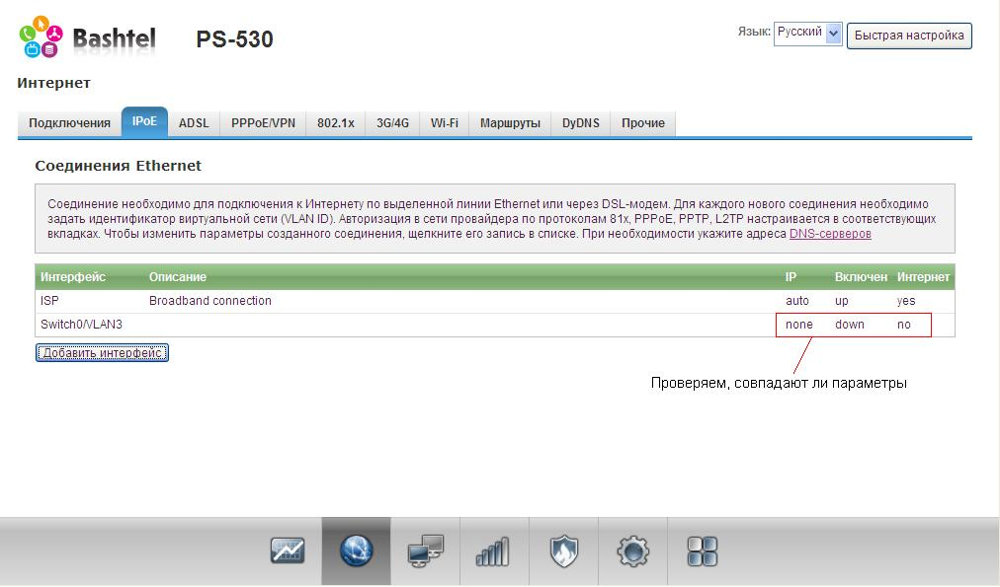 Bashtel
PS-530
Язык: Русский
Быстрая настройка
Интернет
Подключения IPoE ADSL PPPoE/VPN 802.1x 3G/4G Wi-Fi Маршруты DyDNS Прочие
Соединения Ethernet
Соединение необходимо для подключения к Интернету по выделенной линии Ethernet или через DSL-модем. Для каждого нового соединения необходимо
задать идентификатор виртуальной сети (VLAN ID). Авторизация в сети провайдера по протоколам 81x, PPPoE, PPTP, L2TP настраивается в соответствующих
вкладках. Чтобы изменить параметры созданного соединения, щелкните его запись в списке. При необходимости укажите адреса DNS-серверов
Интерфейс Описание IP Включен Интернет
ISP Broadband connection auto up yes
Switch0/VLAN3 none down no
Добавить интерфейс
Проверяем, совпадают ли параметры